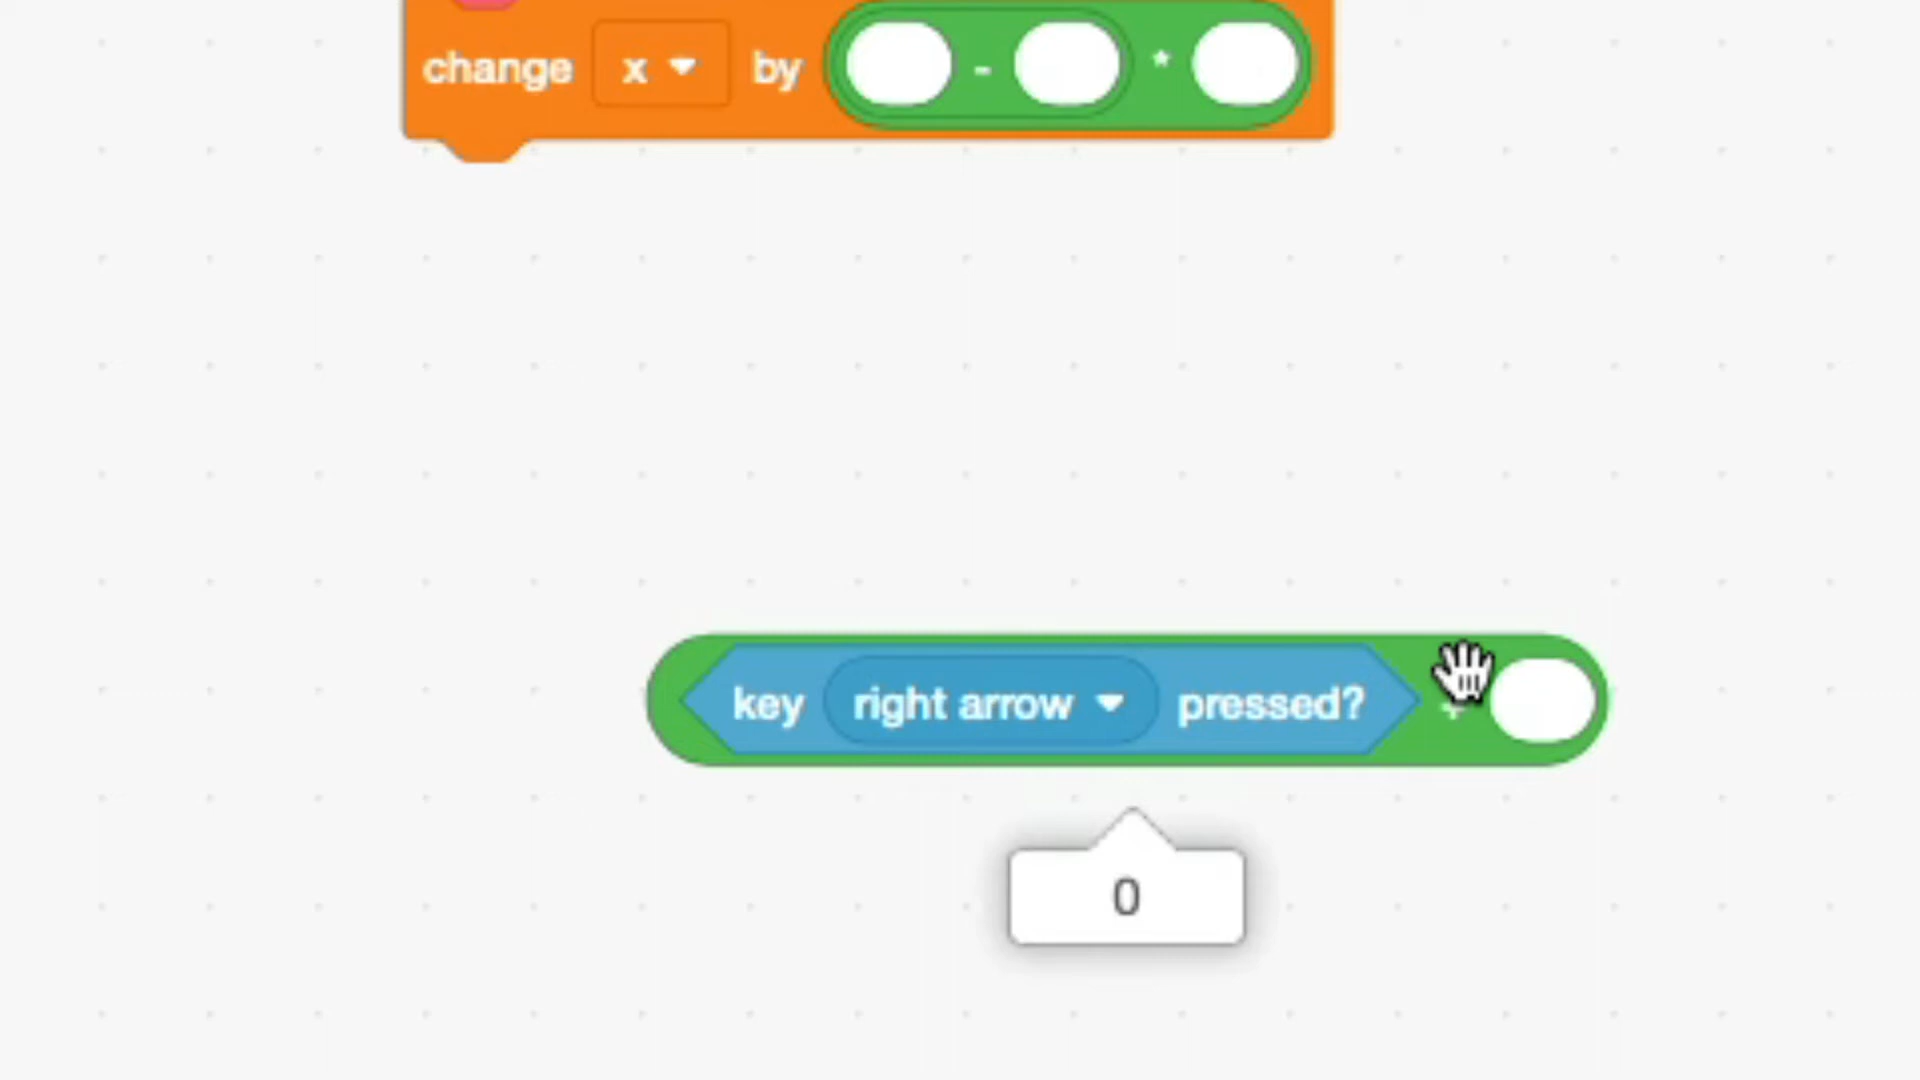 change x by - *
key right arrow pressed? +
0